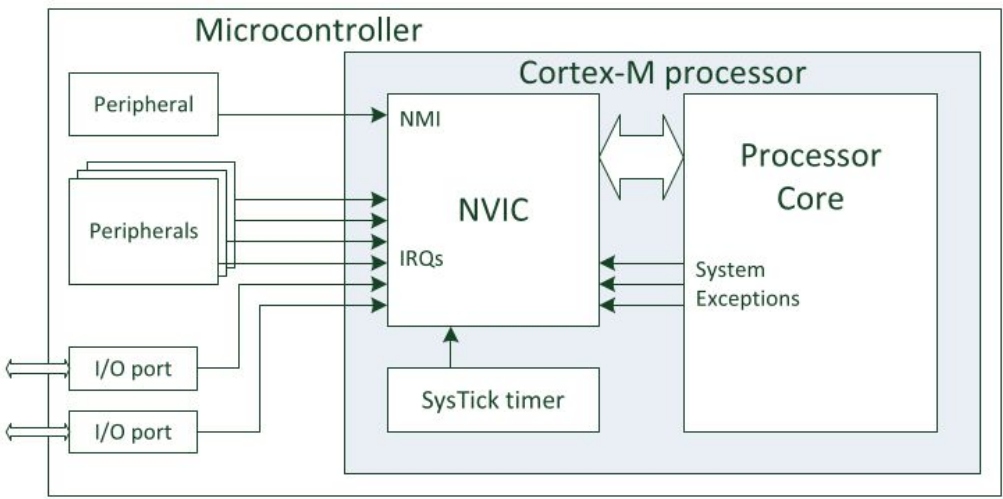 Microcontroller
Cortex-M processor
Peripheral
NMI
Processor
Core
NVIC
Peripherals
IRQs
System
Exceptions
I/O port
SysTick timer
I/O port